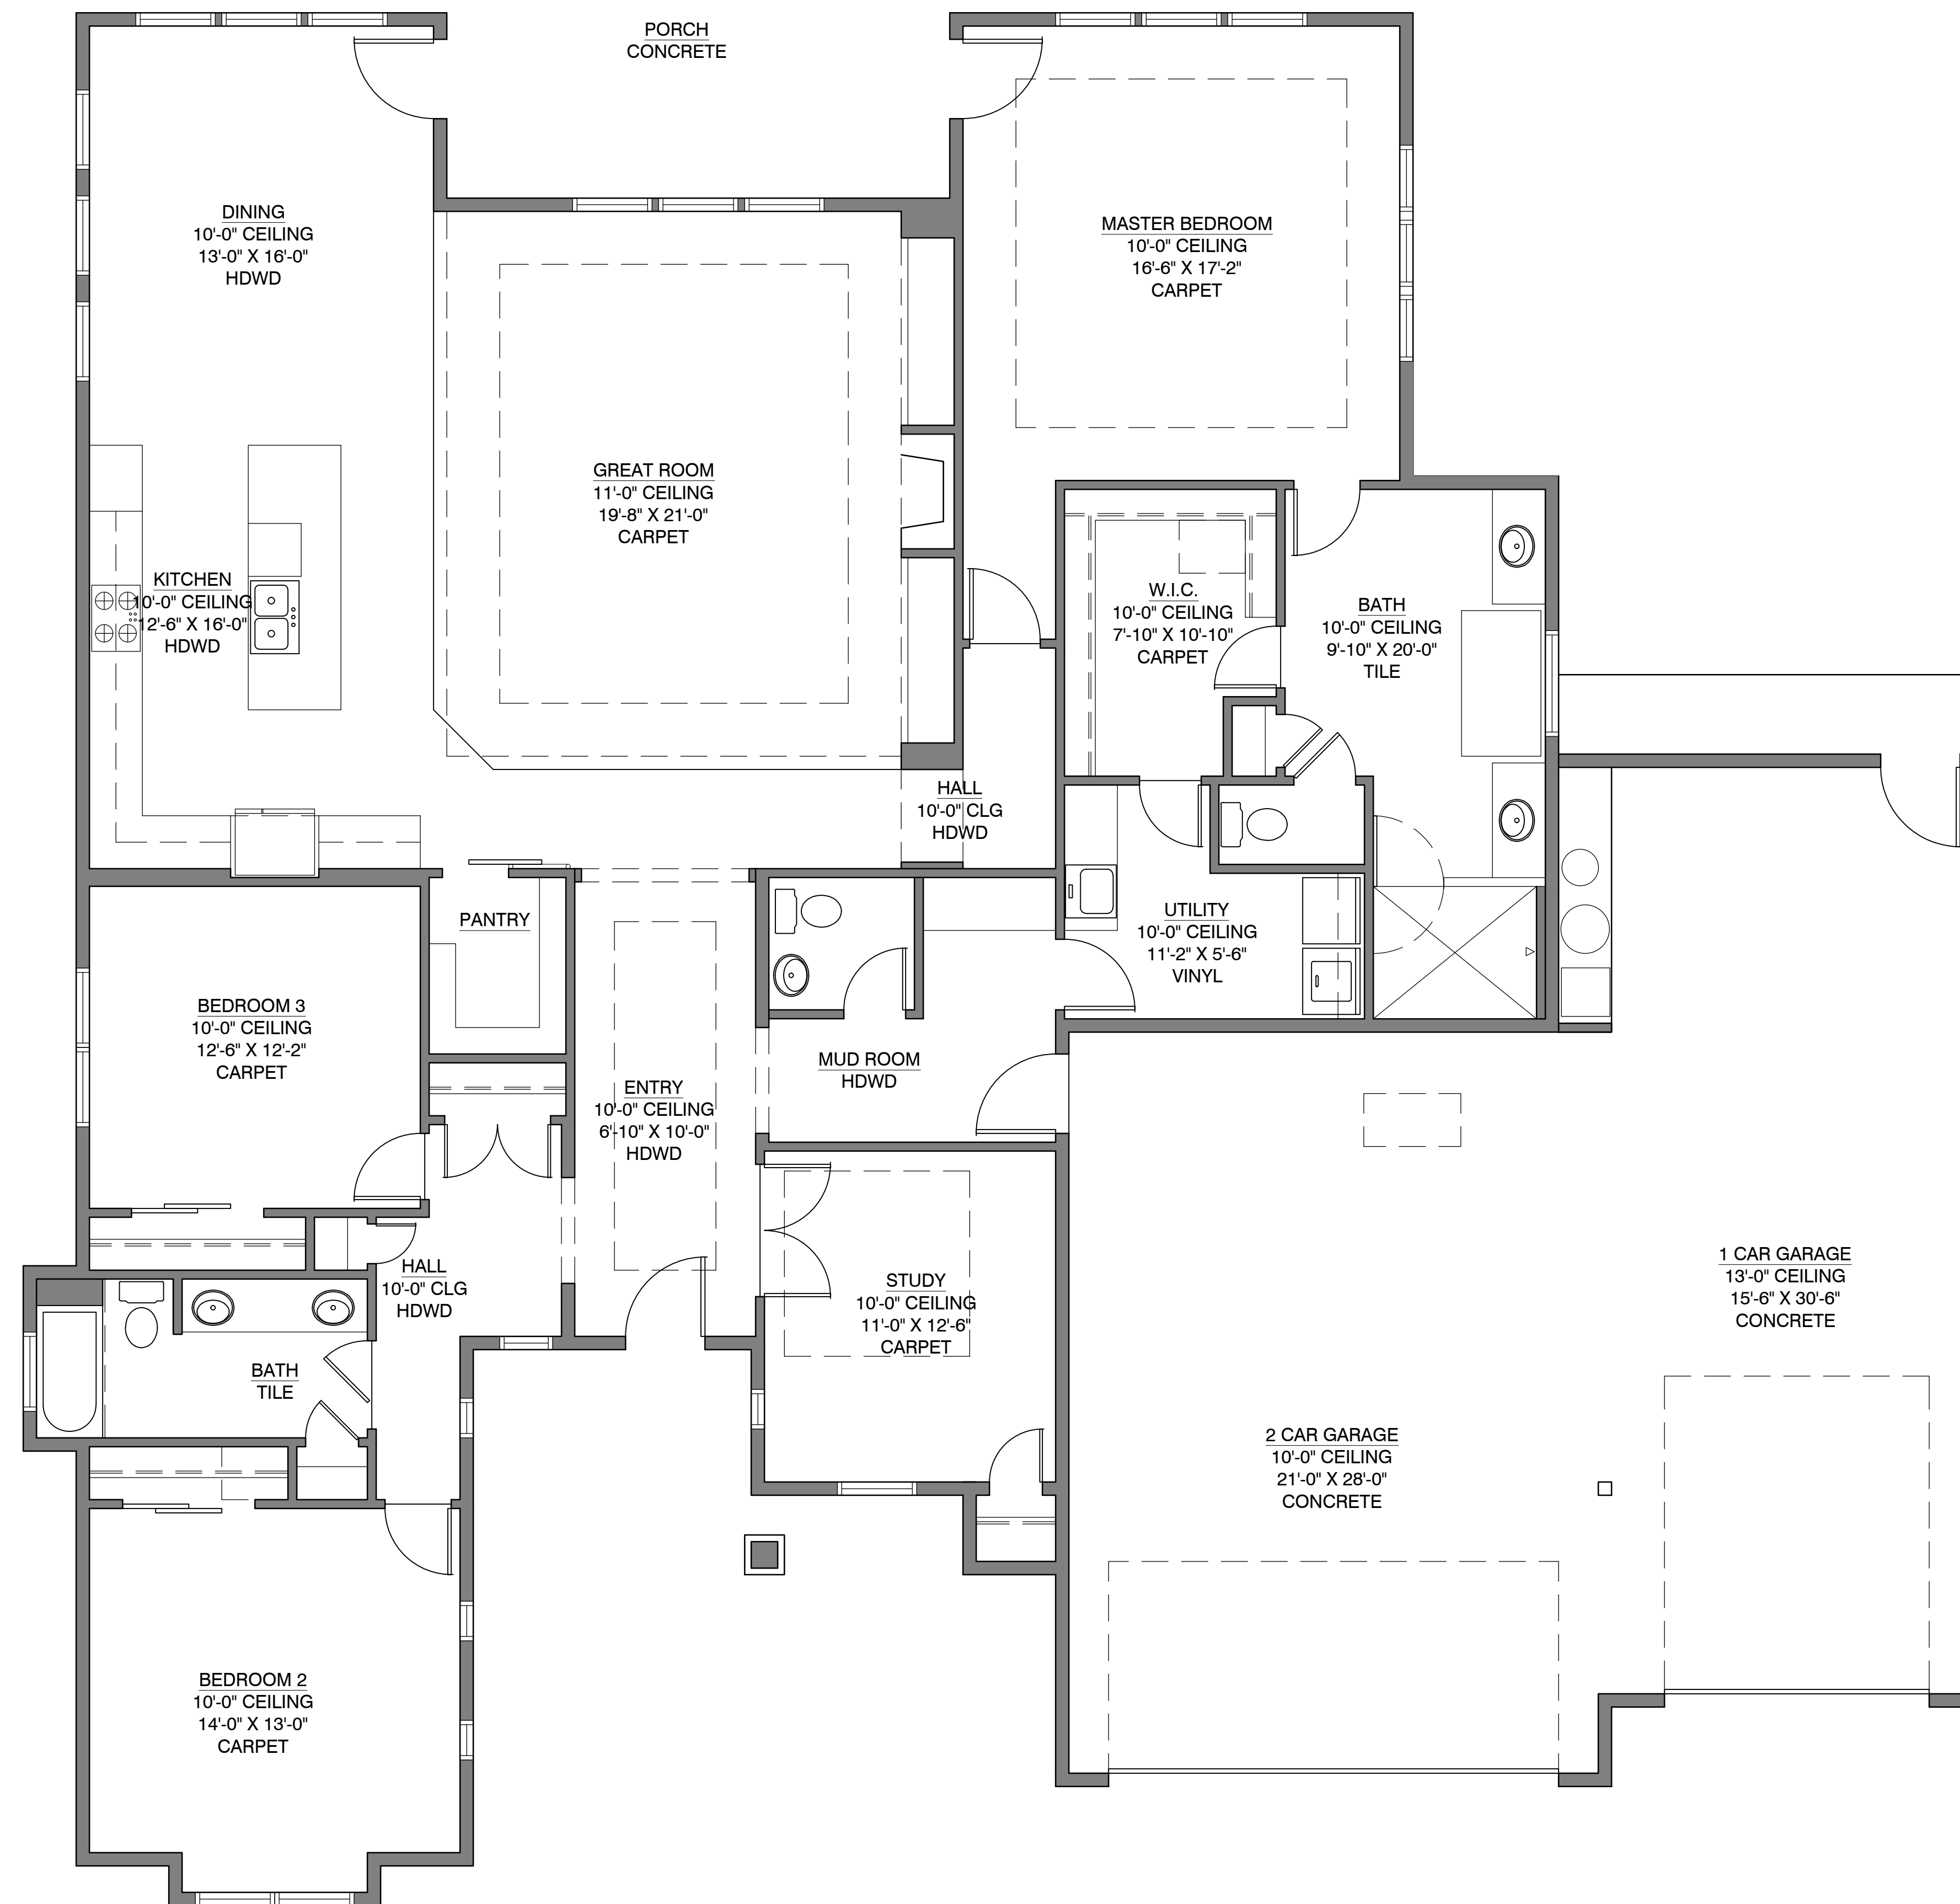 PORCH
CONCRETE
DINING
10'-0" CEILING
13'-0" X 16'-0"
HDWD
MASTER BEDROOM
10'-0" CEILING
16'-6" X 17'-2"
CARPET
GREAT ROOM
11'-0" CEILING
19'-8" X 21'-0"
CARPET
KITCHEN
10'-0" CEILING
12'-6" X 16'-0"
HDWD
W.I.C.
10'-0" CEILING
7'-10" X 10'-10"
CARPET
BATH
10'-0" CEILING
9'-10" X 20'-0"
TILE
HALL
10'-0" CLG
HDWD
PANTRY
UTILITY
10'-0" CEILING
11'-2" X 5'-6"
VINYL
BEDROOM 3
10'-0" CEILING
12'-6" X 12'-2"
CARPET
MUD ROOM
HDWD
ENTRY
10'-0" CEILING
6'-10" X 10'-0"
HDWD
HALL
10'-0" CLG
HDWD
STUDY
10'-0" CEILING
11'-0" X 12'-6"
CARPET
1 CAR GARAGE
13'-0" CEILING
15'-6" X 30'-6"
CONCRETE
BATH
TILE
2 CAR GARAGE
10'-0" CEILING
21'-0" X 28'-0"
CONCRETE
BEDROOM 2
10'-0" CEILING
14'-0" X 13'-0"
CARPET